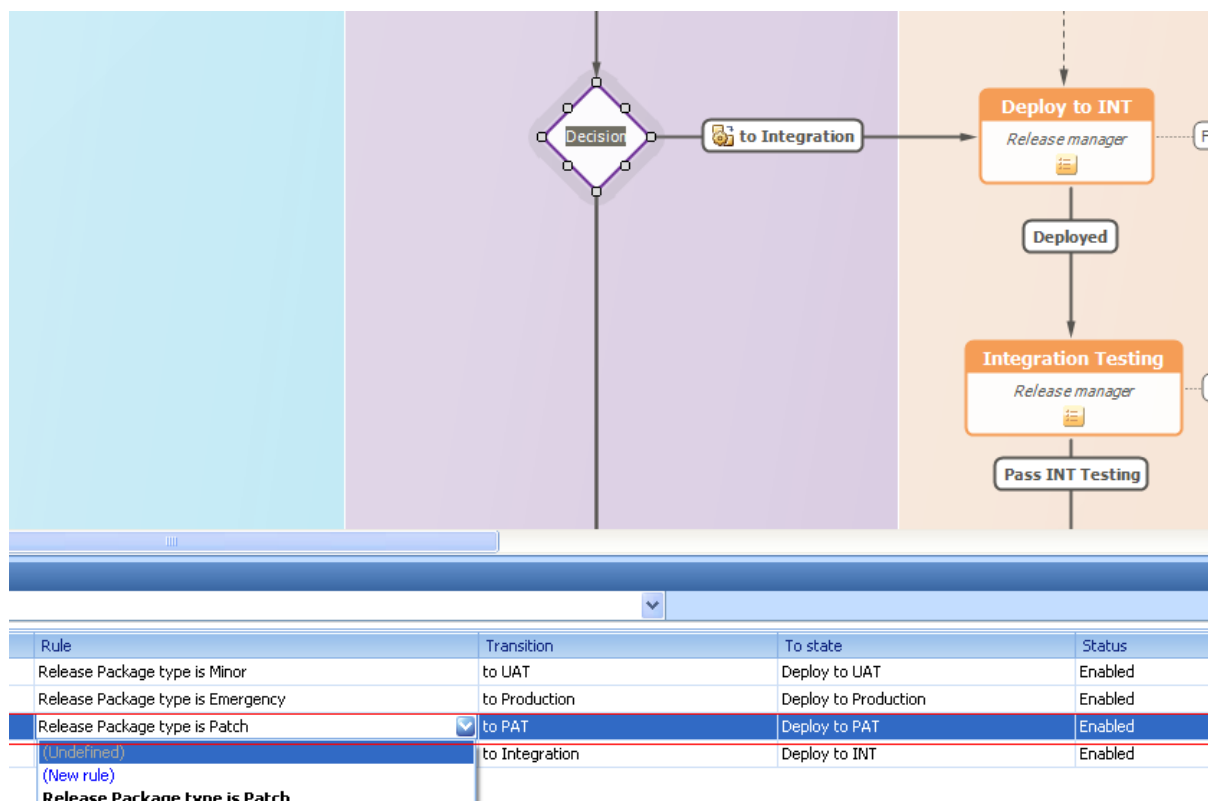 Deploy to INT
Decision
to Integration
Release manager
F
Deployed
Integration Testing
Release manager
Pass INT Testing
Rule Transition To state Status
Release Package type is Minor to UAT Deploy to UAT Enabled
Release Package type is Emergency to Production Deploy to Production Enabled
Release Package type is Patch to PAT Deploy to PAT Enabled
(Undefined) to Integration Deploy to INT Enabled
(New rule)
Release Package type is Patch